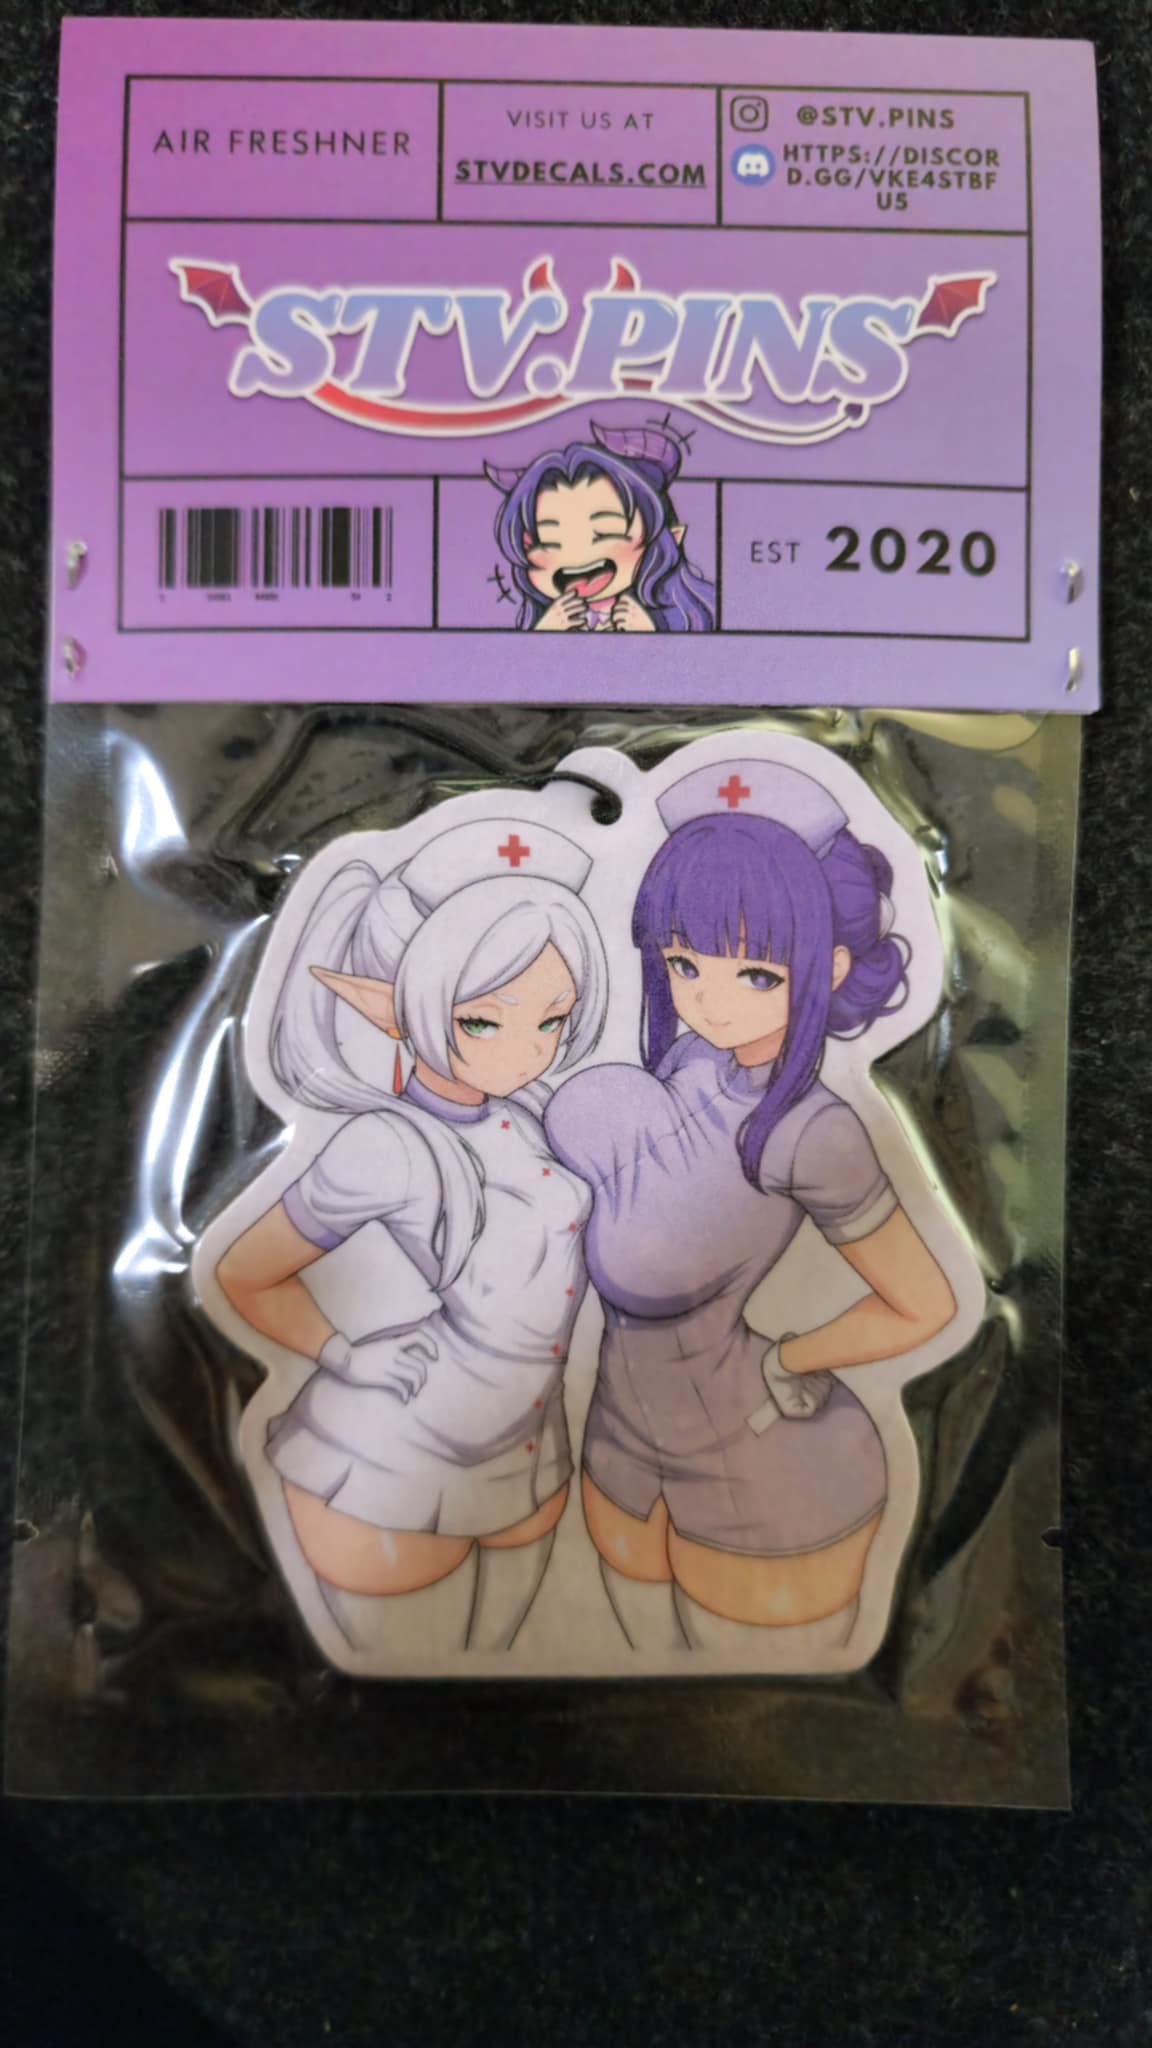 AIR FRESHNER
VISIT US AT
STVDECALS.COM
@STV.PINS
HTTPS://DISCOR
D.GG/VKE4STBF
U5
STV.PINS
EST 2020